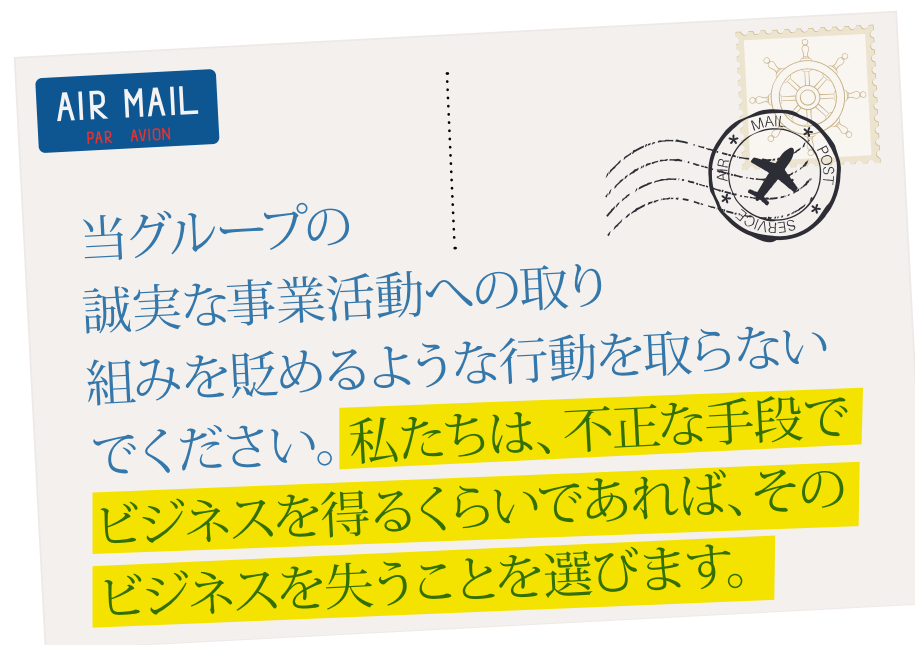 AIR MAIL
PAR AVION
AIR MAIL POST SERVICE
当グループの
誠実な事業活動への取り
組みを貶めるような行動を取らない
でください。私たちは、不正な手段で
ビジネスを得るくらいであれば、その
ビジネスを失うことを選びます。